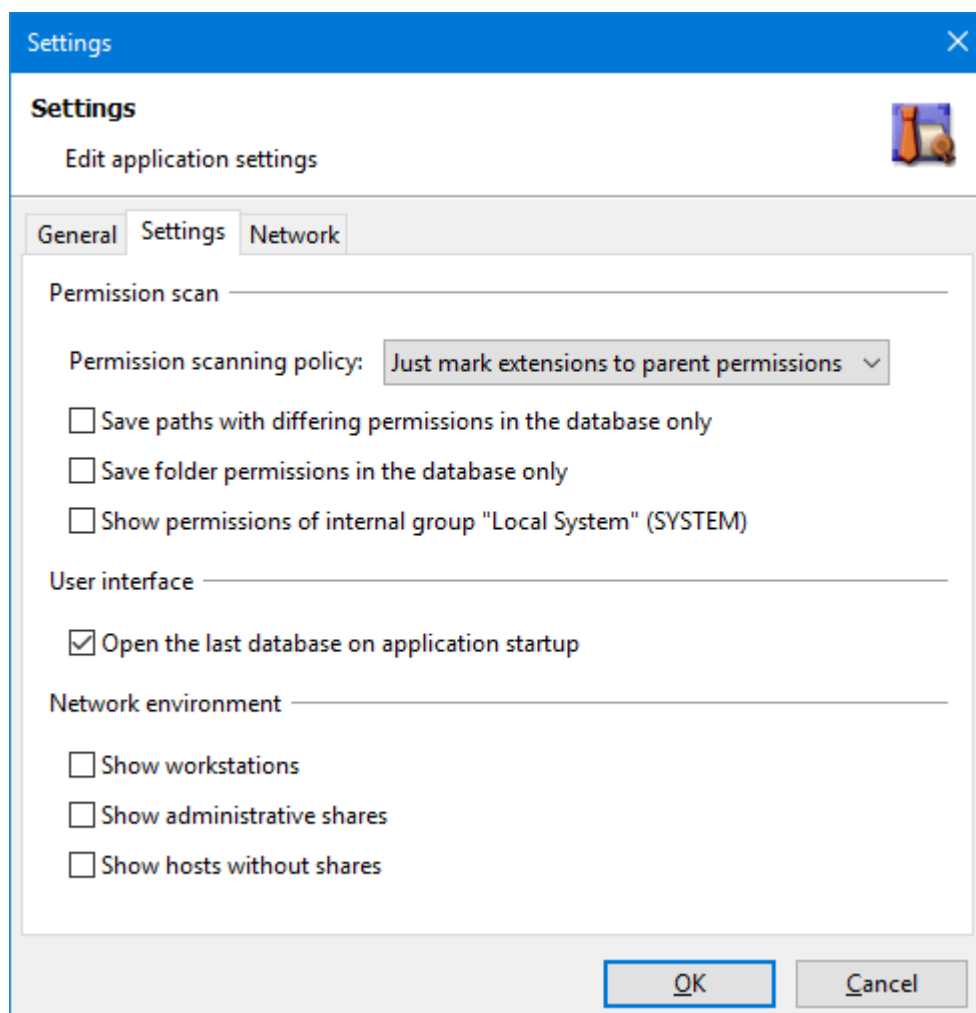 Settings
Settings
Edit application settings
General Settings Network
Permission scan
Permission scanning policy: Just mark extensions to parent permissions
Save paths with differing permissions in the database only
Save folder permissions in the database only
Show permissions of internal group "Local System" (SYSTEM)
User interface
Open the last database on application startup
Network environment
Show workstations
Show administrative shares
Show hosts without shares
OK Cancel